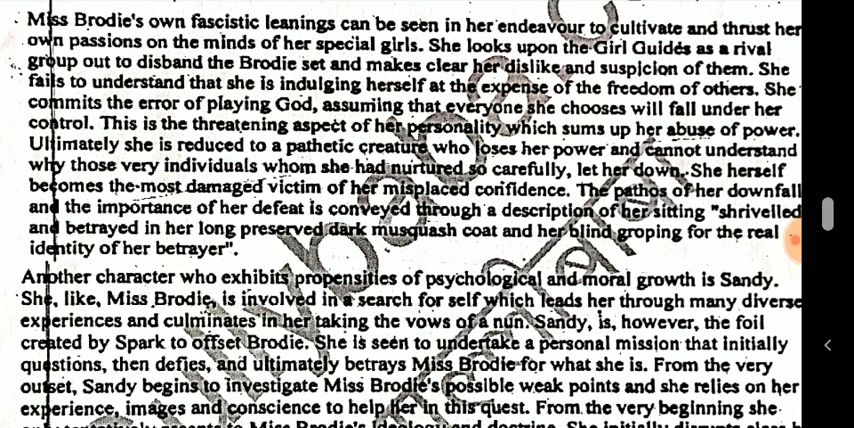 Miss Brodie's own fascistic leanings can be seen in her endeavour to cultivate and thrust her
own passions on the minds of her special girls. She looks upon the Girl Guides as a rival
group out to disband the Brodie set and makes clear her dislike and suspicion of them. She
fails to understand that she is indulging herself at the expense of the freedom of others. She
commits the error of playing God, assuming that everyone she chooses will fall under her
control. This is the threatening aspect of her personality which sums up her abuse of power.
Ultimately she is reduced to a pathetic creature who loses her power and cannot understand
why those very individuals whom she had nurtured so carefully, let her down. She herself
becomes the most damaged victim of her misplaced confidence. The pathos of her downfall
and the importance of her defeat is conveyed through a description of her sitting "shrivelled
and betrayed in her long preserved dark musquash coat and her blind groping for the real
identity of her betrayer".
Another character who exhibits propensities of psychological and moral growth is Sandy.
She, like, Miss Brodie, is involved in a search for self which leads her through many diverse
experiences and culminates in her taking the vows of a nun. Sandy, is, however, the foil
created by Spark to offset Brodie. She is seen to undertake a personal mission that initially
questions, then defies, and ultimately betrays Miss Brodie for what she is. From the very
outset, Sandy begins to investigate Miss Brodie's possible weak points and she relies on her
experience, images and conscience to help her in this quest. From the very beginning she
Miss Brodie's ideology and doctrine. She initially